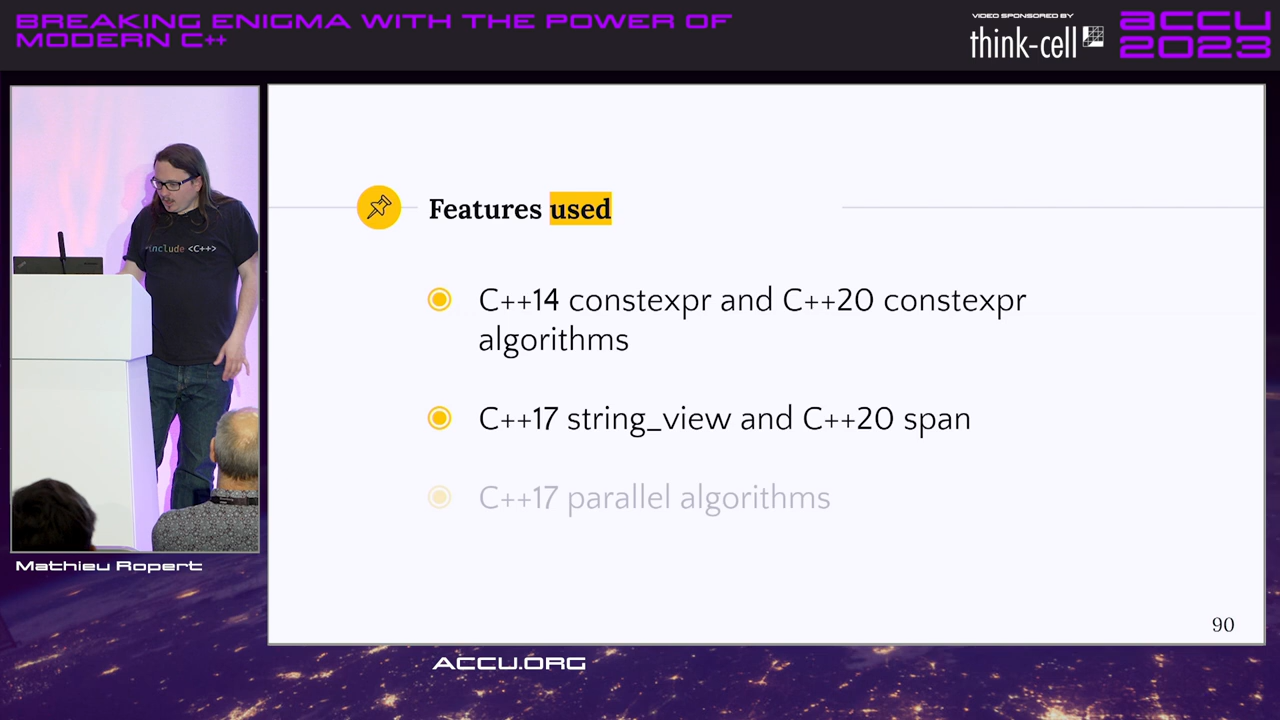 BREAKING ENIGMA WITH THE POWER OF
MODERN C++
VIDEO SPONSORED BY
think-cell
ACCU
2023
#include <C++>
Features used
C++14 constexpr and C++20 constexpr
algorithms
C++17 string_view and C++20 span
C++17 parallel algorithms
90
Mathieu Ropert
ACCU.ORG